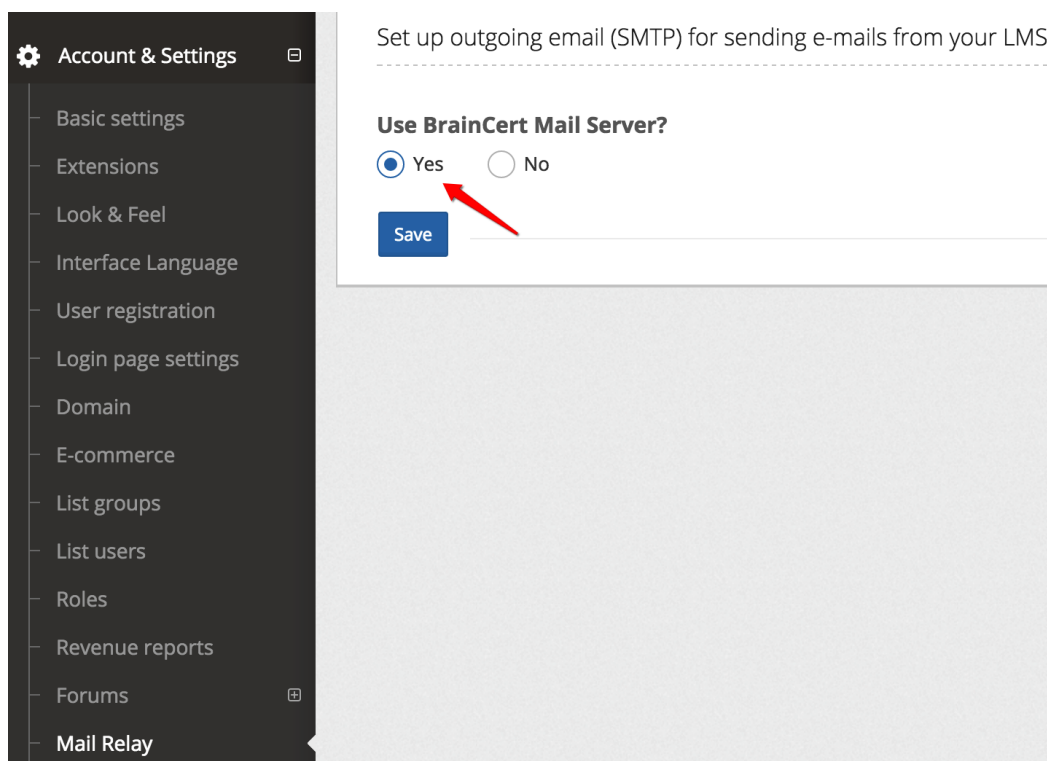 Account & Settings
Basic settings
Extensions
Look & Feel
Interface Language
User registration
Login page settings
Domain
E-commerce
List groups
List users
Roles
Revenue reports
Forums
Mail Relay
Set up outgoing email (SMTP) for sending e-mails from your LMS
Use BrainCert Mail Server?
Yes No
Save